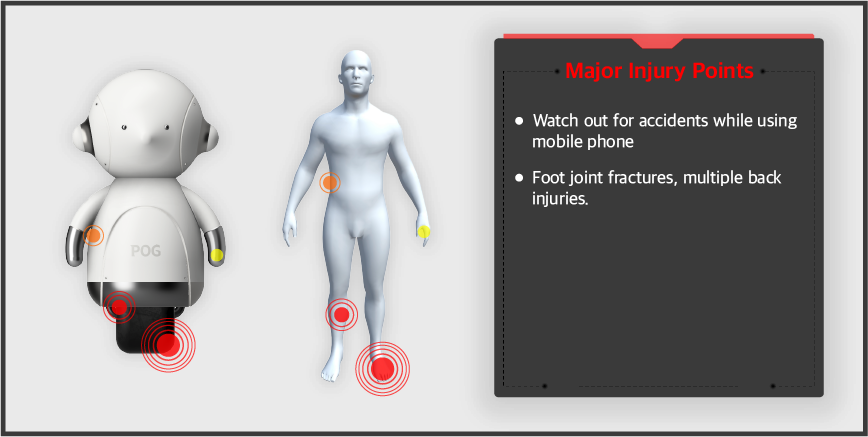 Major Injury Points
● Watch out for accidents while using
mobile phone
● Foot joint fractures, multiple back
injuries.
POG